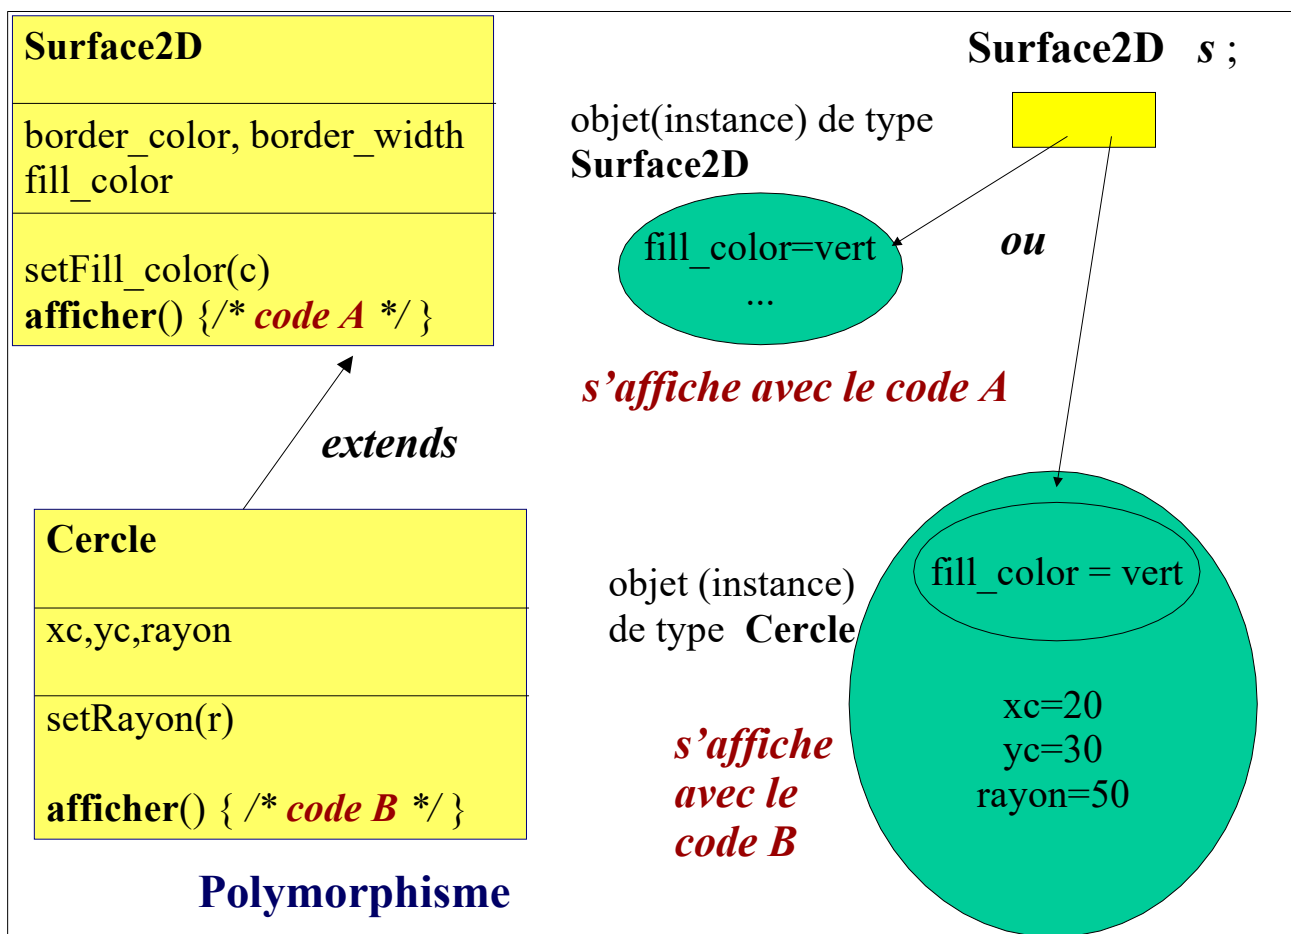 Surface2D
border_color, border_width
fill_color
setFill_color(c)
afficher() {/* code A */ }
extends
Cercle
xc,yc,rayon
setRayon(r)
afficher() { /* code B */ }
Polymorphisme
Surface2D s ;
objet(instance) de type
Surface2D
fill_color=vert
...
ou
s’affiche avec le code A
objet (instance)
de type Cercle
fill_color = vert
xc=20
yc=30
rayon=50
s’affiche
avec le
code B